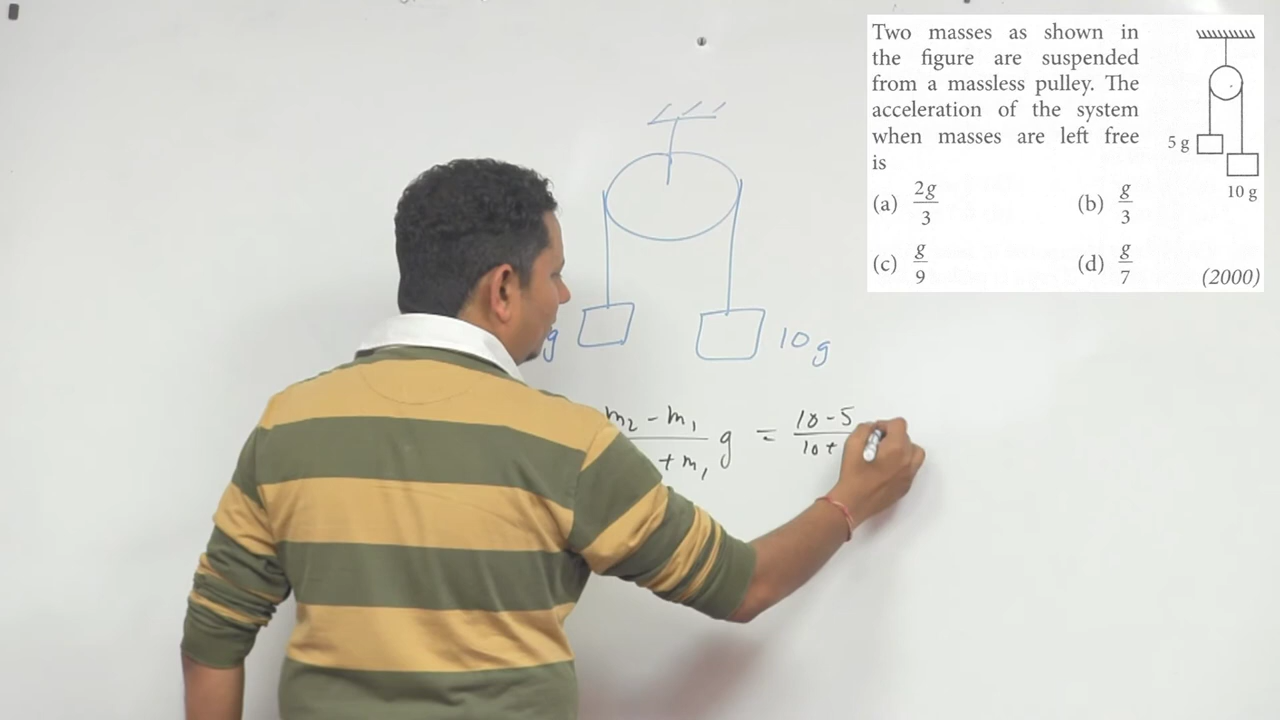 Two masses as shown in
the figure are suspended
from a massless pulley. The
acceleration of the system
when masses are left free
is
5 g
10 g
(a) 2g/3
(b) g/3
(c) g/9
(d) g/7
(2000)
g
10 g
m₂ - m₁ / + m₁ g = 10 - 5 / 10 +